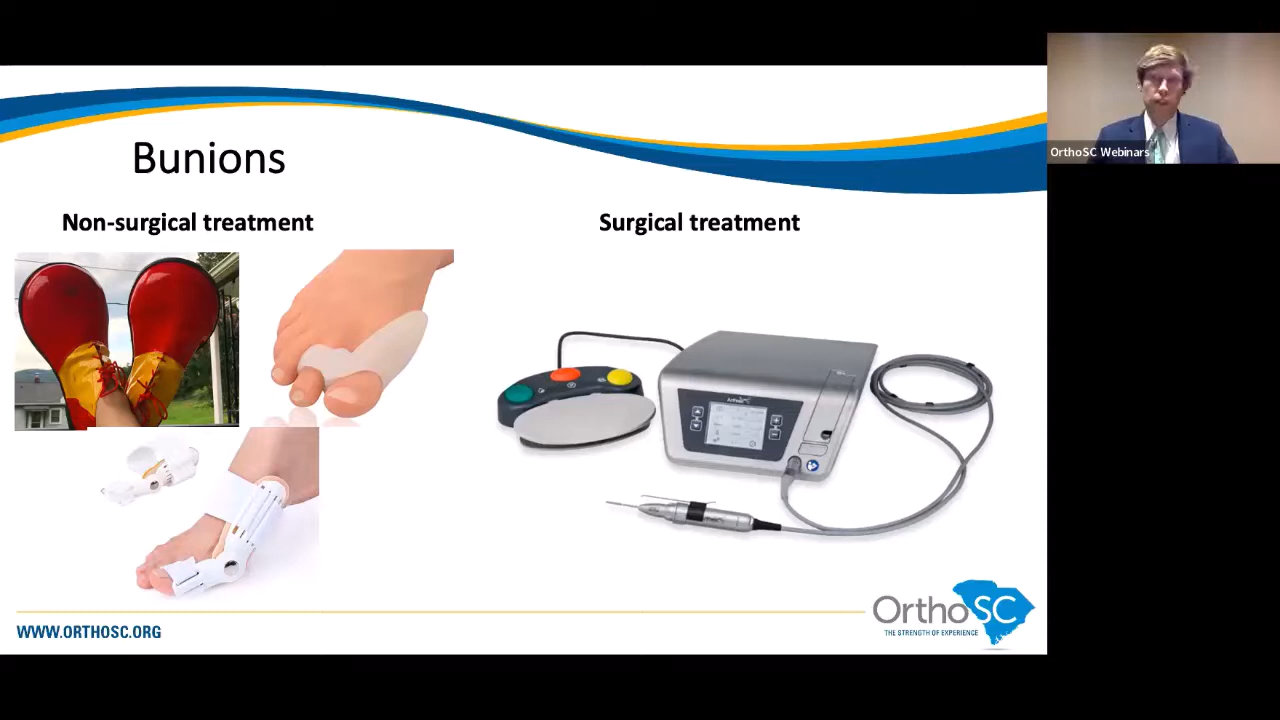 Bunions
OrthoSC Webinars
Non-surgical treatment
Surgical treatment
WWW.ORTHOSC.ORG
OrthoSC
THE STRENGTH OF EXPERIENCE